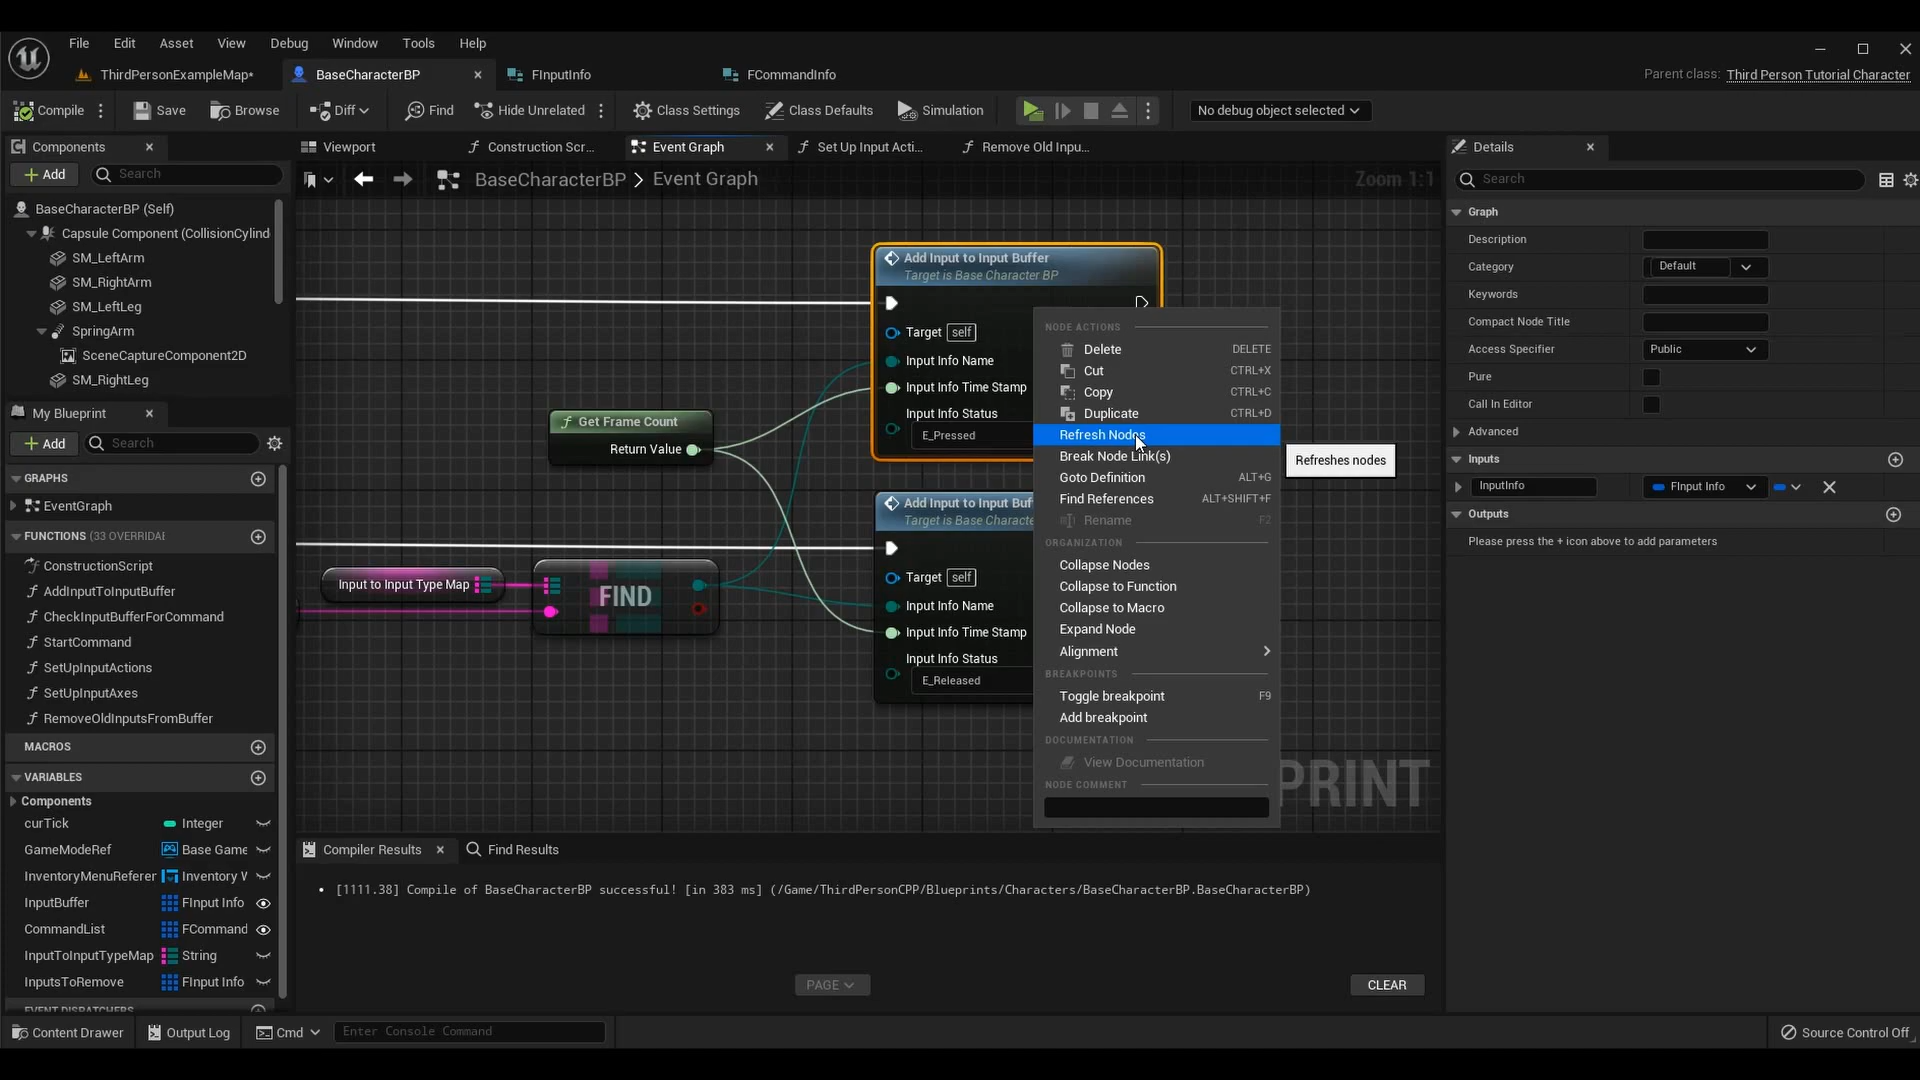 File Edit Asset View Debug Window Tools Help
ThirdPersonExampleMap* BaseCharacterBP FInputInfo FCommandInfo
Parent class: Third Person Tutorial Character
Compile Save Browse Diff Find Hide Unrelated Class Settings Class Defaults Simulation No debug object selected
Components
Add Search
BaseCharacterBP (Self)
Capsule Component (CollisionCylind
SM_LeftArm
SM_RightArm
SM_LeftLeg
SpringArm
SceneCaptureComponent2D
SM_RightLeg
My Blueprint
Add Search
GRAPHS
EventGraph
FUNCTIONS (33 OVERRIDAE
ConstructionScript
AddInputToInputBuffer
CheckInputBufferForCommand
StartCommand
SetUpInputActions
SetUpInputAxes
RemoveOldInputsFromBuffer
MACROS
VARIABLES
Components
curTick Integer
GameModeRef Base Game
InventoryMenuReferer Inventory W
InputBuffer FInput Info
CommandList FCommand
InputToInputTypeMap String
InputsToRemove FInput Info
EVENT DISPATCHERS
Viewport Construction Scr... Event Graph Set Up Input Acti... Remove Old Inpu...
BaseCharacterBP > Event Graph
Zoom 1:1
Add Input to Input Buffer
Target is Base Character BP
Target self
Input Info Name
Input Info Time Stamp
Input Info Status
E_Pressed
Get Frame Count
Return Value
Add Input to Input Buf
Target is Base Characte
Target self
Input Info Name
Input Info Time Stamp
Input Info Status
E_Released
Input to Input Type Map
FIND
NODE ACTIONS
Delete DELETE
Cut CTRL+X
Copy CTRL+C
Duplicate CTRL+D
Refresh Nodes
Break Node Link(s)
Goto Definition ALT+G
Find References ALT+SHIFT+F
Rename F2
ORGANIZATION
Collapse Nodes
Collapse to Function
Collapse to Macro
Expand Node
Alignment
BREAKPOINTS
Toggle breakpoint F9
Add breakpoint
DOCUMENTATION
View Documentation
NODE COMMENT
Refreshes nodes
PRINT
Compiler Results Find Results
[1111.38] Compile of BaseCharacterBP successful! [in 383 ms] (/Game/ThirdPersonCPP/Blueprints/Characters/BaseCharacterBP.BaseCharacterBP)
PAGE CLEAR
Details
Search
Graph
Description
Category Default
Keywords
Compact Node Title
Access Specifier Public
Pure
Call In Editor
Advanced
Inputs
InputInfo FInput Info
Outputs
Please press the + icon above to add parameters
Content Drawer Output Log Cmd Enter Console Command Source Control Off